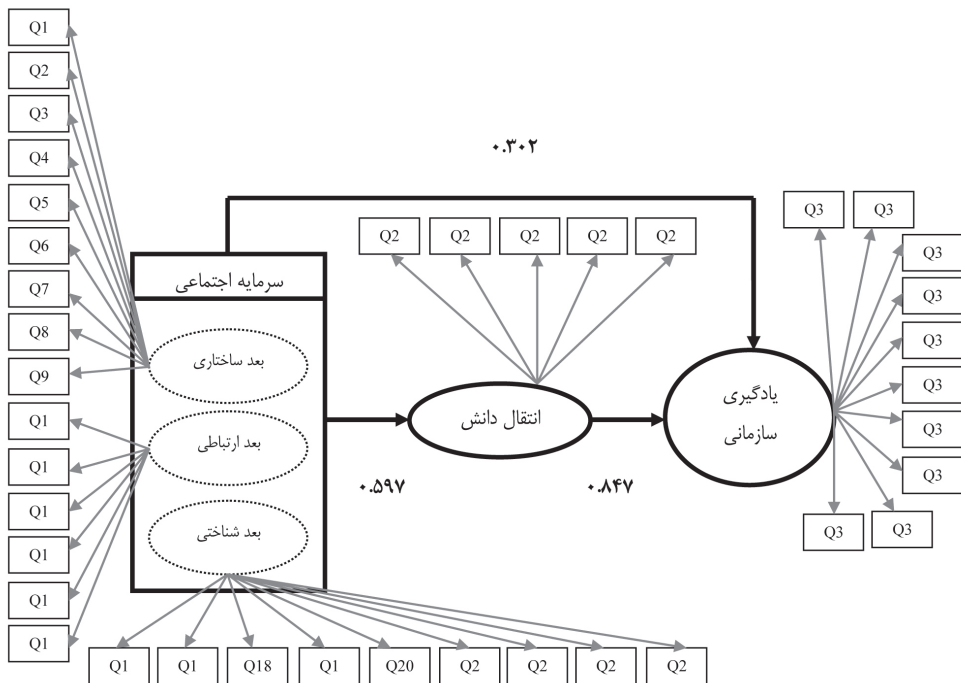 Q1
Q2
Q3
Q4
Q5
Q6
Q7
Q8
Q9
Q1
Q1
Q1
Q1
Q1
Q1
۰.۳۰۲
سرمایه اجتماعی
بعد ساختاری
بعد ارتباطی
بعد شناختی
Q2 Q2 Q2 Q2 Q2
انتقال دانش
۰.۵۹۷
۰.۸۴۷
یادگیری
سازمانی
Q3 Q3
Q3
Q3
Q3
Q3
Q3
Q3
Q3 Q3
Q1 Q1 Q18 Q1 Q20 Q2 Q2 Q2 Q2